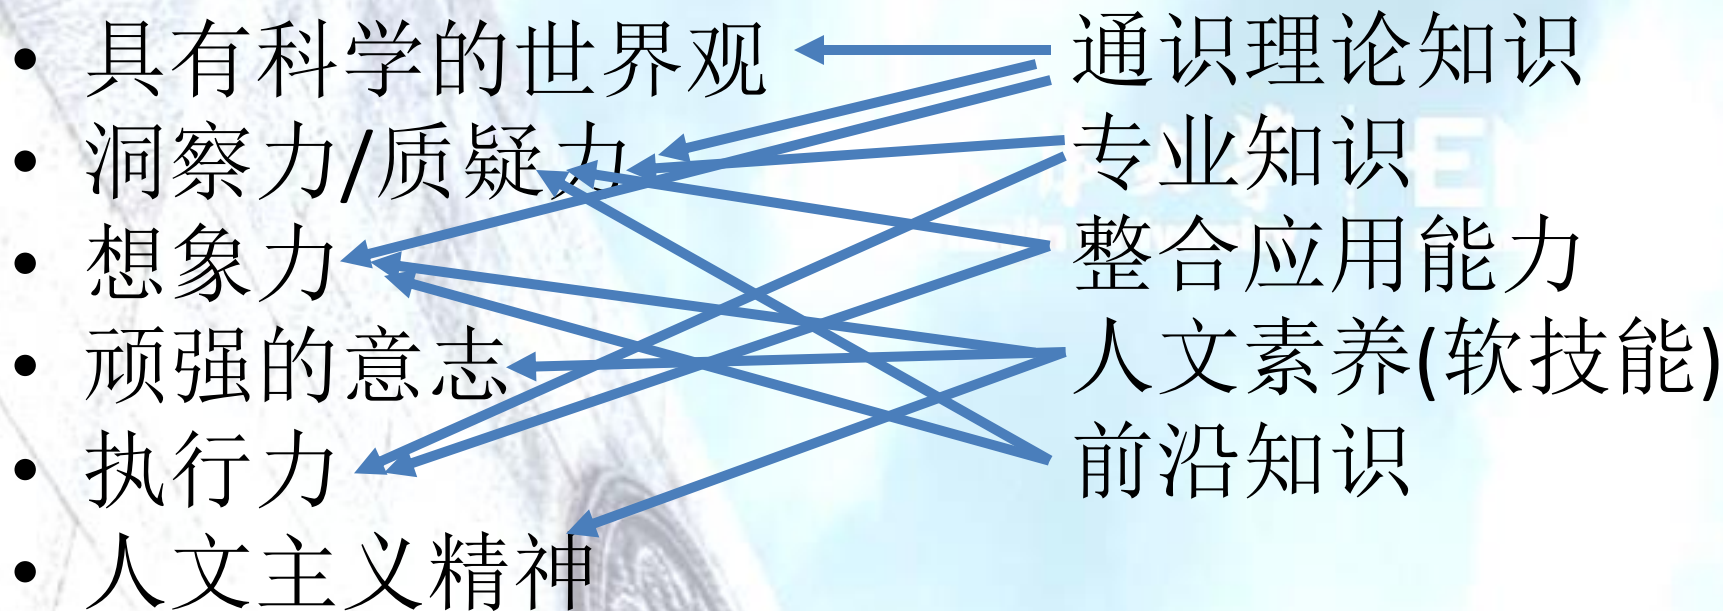 • 具有科学的世界观
• 洞察力/质疑力
• 想象力
• 顽强的意志
• 执行力
• 人文主义精神
通识理论知识
专业知识
整合应用能力
人文素养(软技能)
前沿知识